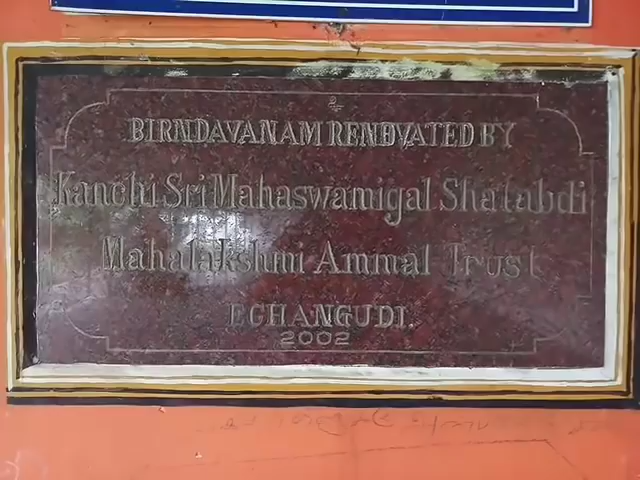 BIRNDAVANAM RENOVATED BY
Kanchi Sri Mahaswamigal Shatabdi
Mahalakshmi Ammal Trust
ECHANGUDI.
2002